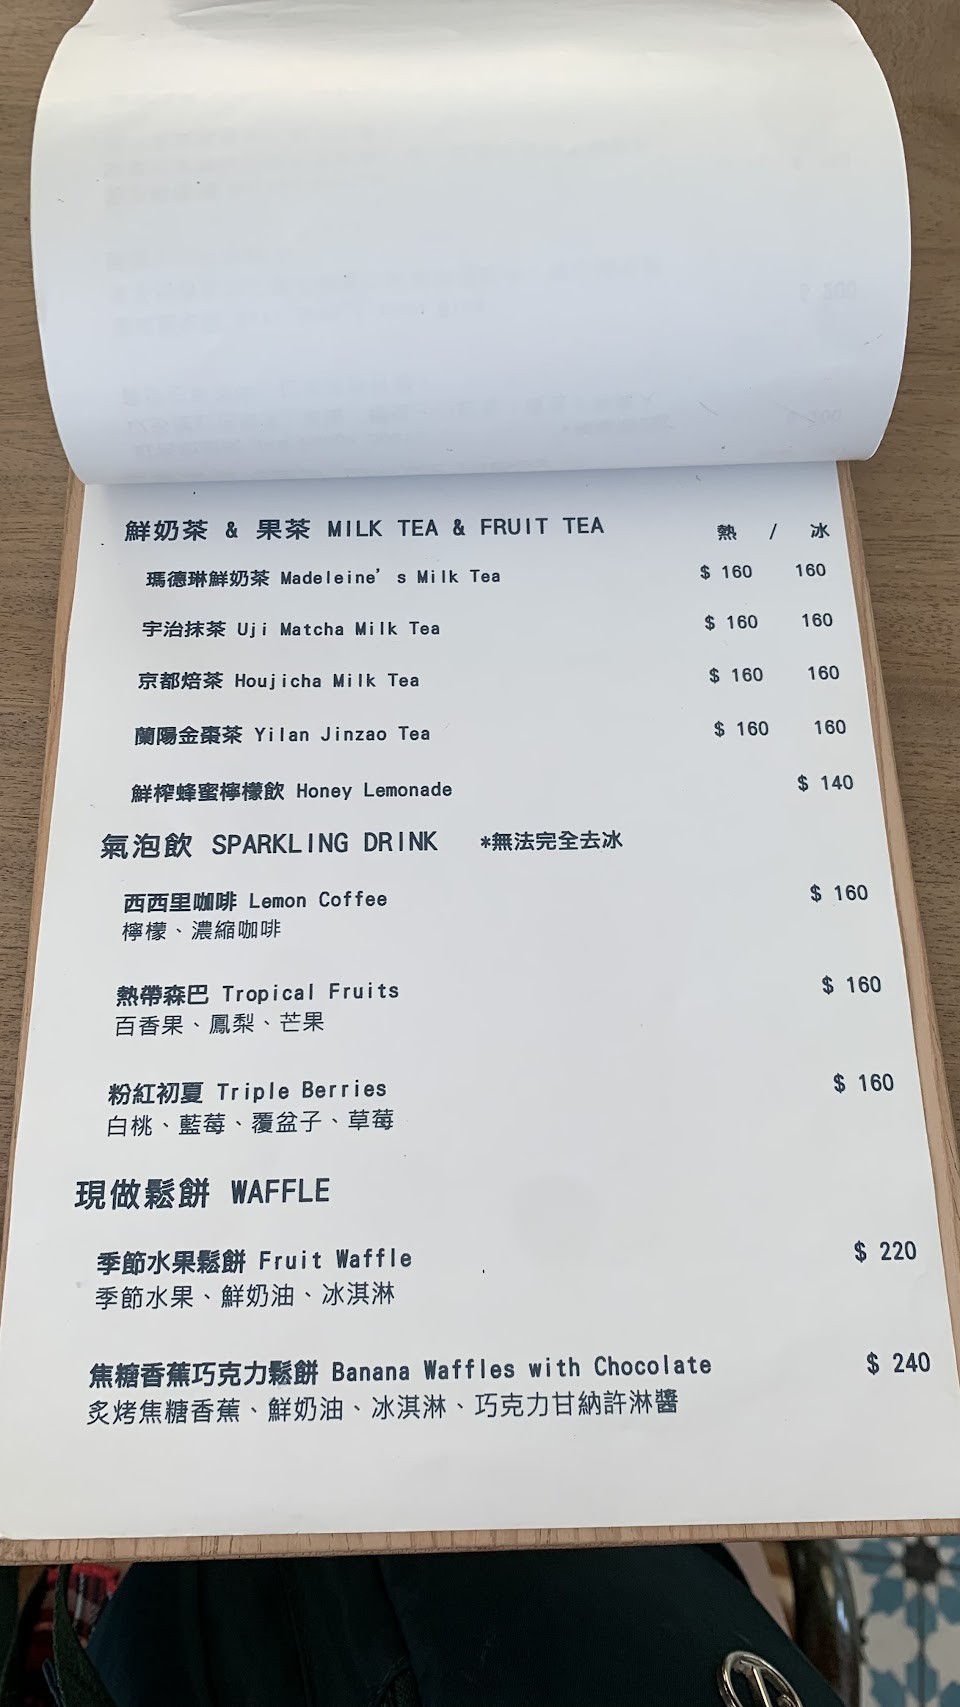 鮮奶茶 & 果茶 MILK TEA & FRUIT TEA 熱 / 冰
瑪德琳鮮奶茶 Madeleine's Milk Tea $ 160 160
宇治抹茶 Uji Matcha Milk Tea $ 160 160
京都焙茶 Houjicha Milk Tea $ 160 160
蘭陽金棗茶 Yilan Jinzao Tea $ 160 160
鮮榨蜂蜜檸檬飲 Honey Lemonade $ 140
氣泡飲 SPARKLING DRINK *無法完全去冰
西西里咖啡 Lemon Coffee $ 160
檸檬、濃縮咖啡
熱帶森巴 Tropical Fruits $ 160
百香果、鳳梨、芒果
粉紅初夏 Triple Berries $ 160
白桃、藍莓、覆盆子、草莓
現做鬆餅 WAFFLE
季節水果鬆餅 Fruit Waffle $ 220
季節水果、鮮奶油、冰淇淋
焦糖香蕉巧克力鬆餅 Banana Waffles with Chocolate $ 240
炙烤焦糖香蕉、鮮奶油、冰淇淋、巧克力甘納許淋醬